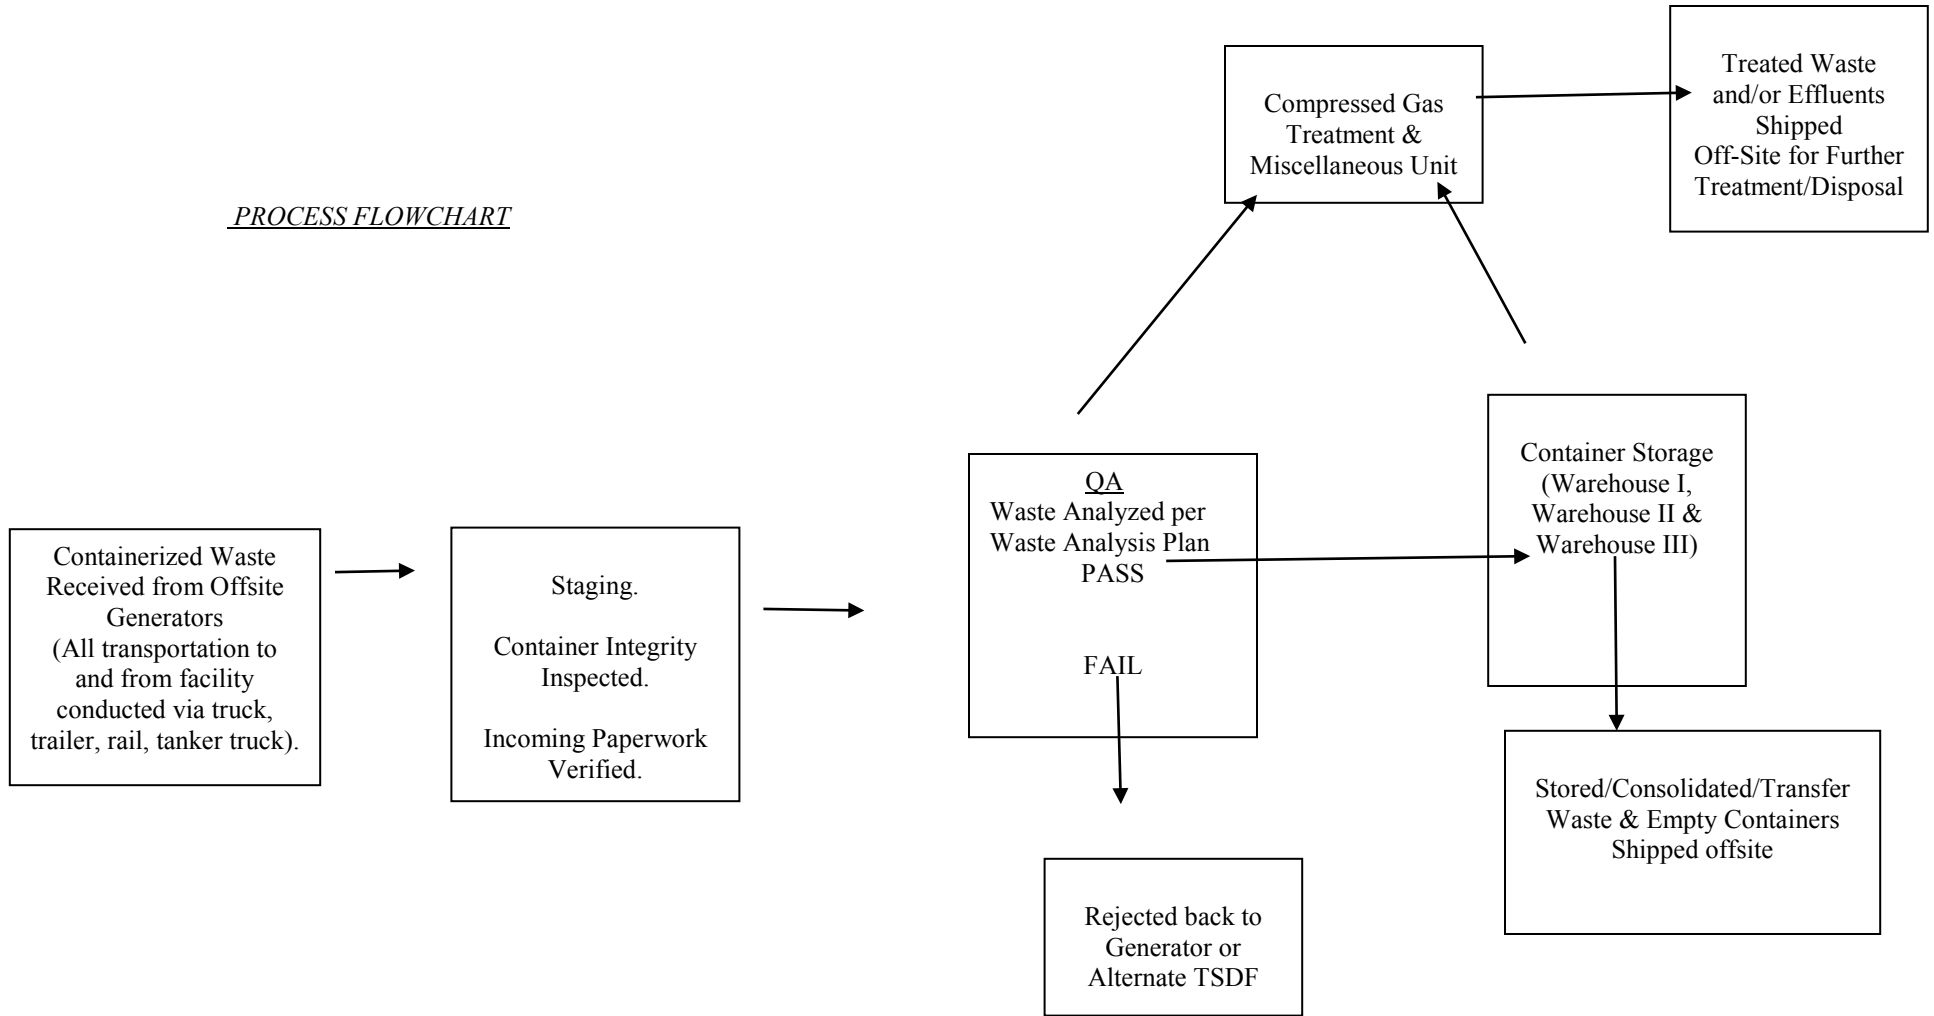 PROCESS FLOWCHART
Containerized Waste
Received from Offsite
Generators
(All transportation to
and from facility
conducted via truck,
trailer, rail, tanker truck).
Staging.
Container Integrity
Inspected.
Incoming Paperwork
Verified.
QA
Waste Analyzed per
Waste Analysis Plan
PASS
FAIL
Rejected back to
Generator or
Alternate TSDF
Compressed Gas
Treatment &
Miscellaneous Unit
Treated Waste
and/or Effluents
Shipped
Off-Site for Further
Treatment/Disposal
Container Storage
(Warehouse I,
Warehouse II &
Warehouse III)
Stored/Consolidated/Transfer
Waste & Empty Containers
Shipped offsite